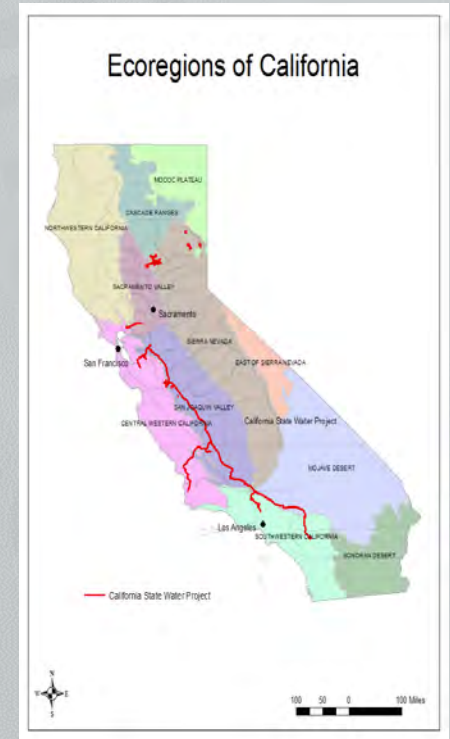 Ecoregions of California
MODOC PLATEAU
CASCADE RANGES
NORTHWESTERN CALIFORNIA
SACRAMENTO VALLEY
Sacramento
SIERRA NEVADA
San Francisco
EAST OF SIERRA NEVADA
SAN JOAQUIN VALLEY
CENTRAL WESTERN CALIFORNIA
California State Water Project
MOJAVE DESERT
Los Angeles
SOUTHWESTERN CALIFORNIA
SONORAN DESERT
California State Water Project
N
W E
S
100 50 0 100 Miles